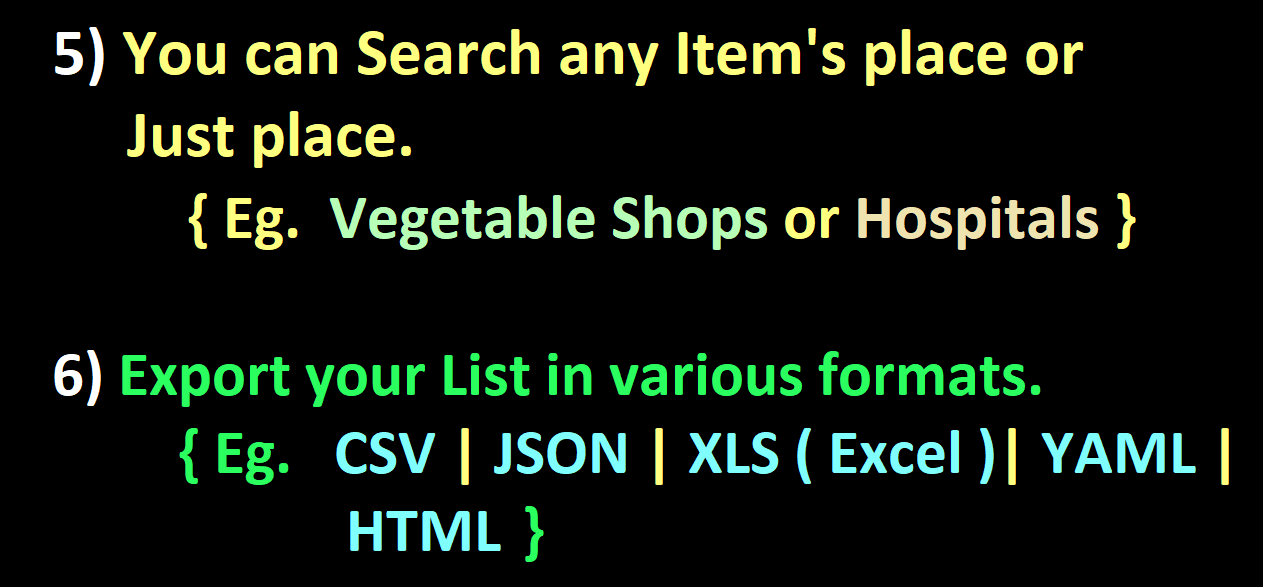 5) You can Search any Item's place or
Just place.
{ Eg. Vegetable Shops or Hospitals }
6) Export your List in various formats.
{ Eg. CSV | JSON | XLS ( Excel )| YAML |
HTML }